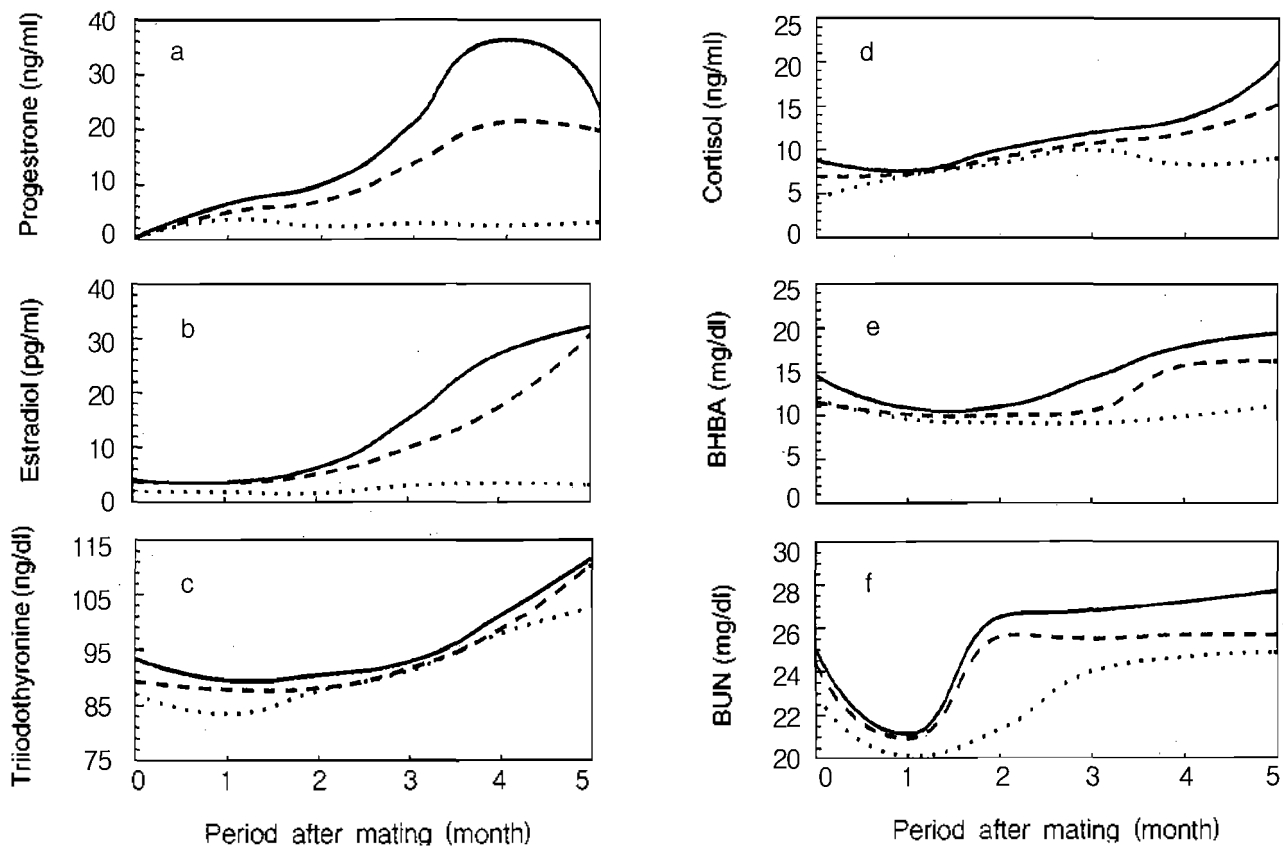 Progestrone (ng/ml)
40
30
20
10
0
a
Estradiol (pg/ml)
40
30
20
10
0
b
Triiodothyronine (ng/dl)
115
105
95
85
75
c
0 1 2 3 4 5
Period after mating (month)
Cortisol (ng/ml)
25
20
15
10
5
0
d
BHBA (mg/dl)
25
20
15
10
5
0
e
BUN (mg/dl)
30
28
26
24
22
20
f
0 1 2 3 4 5
Period after mating (month)